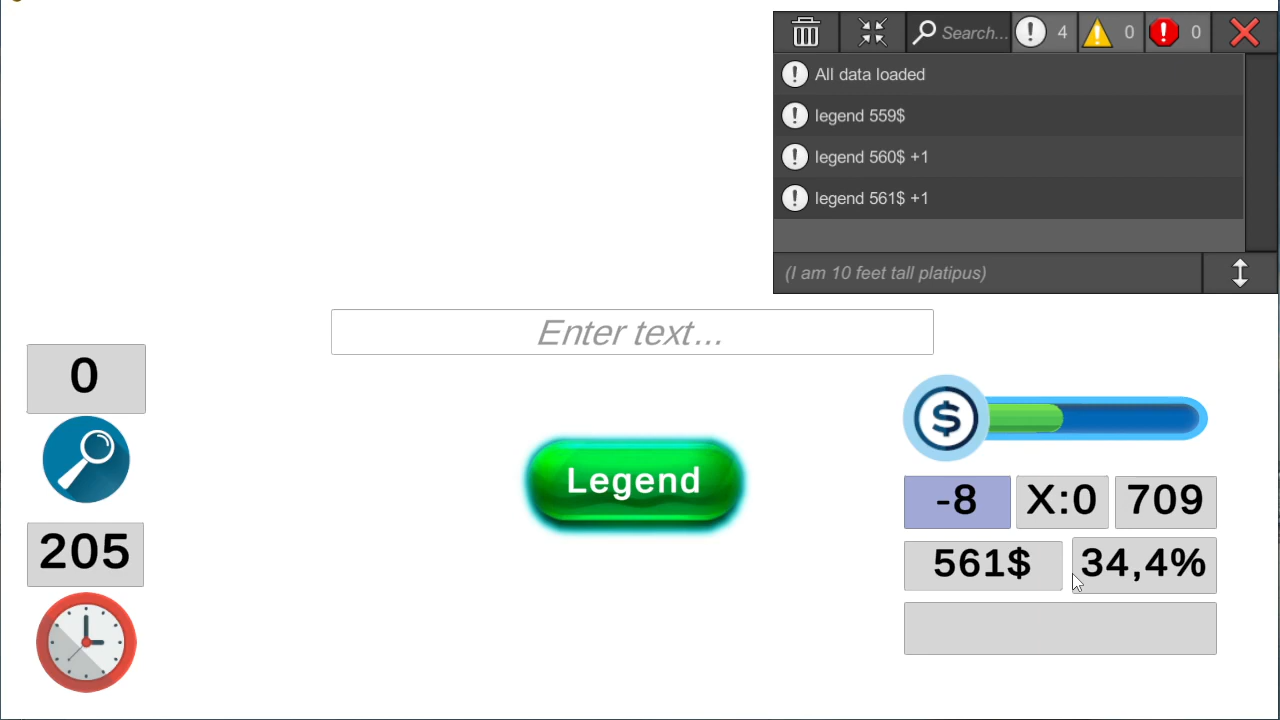 Search...
4
0
0
All data loaded
legend 559$
legend 560$ +1
legend 561$ +1
(I am 10 feet tall platipus)
Enter text...
0
205
Legend
$
-8
X:0
709
561$
34,4%